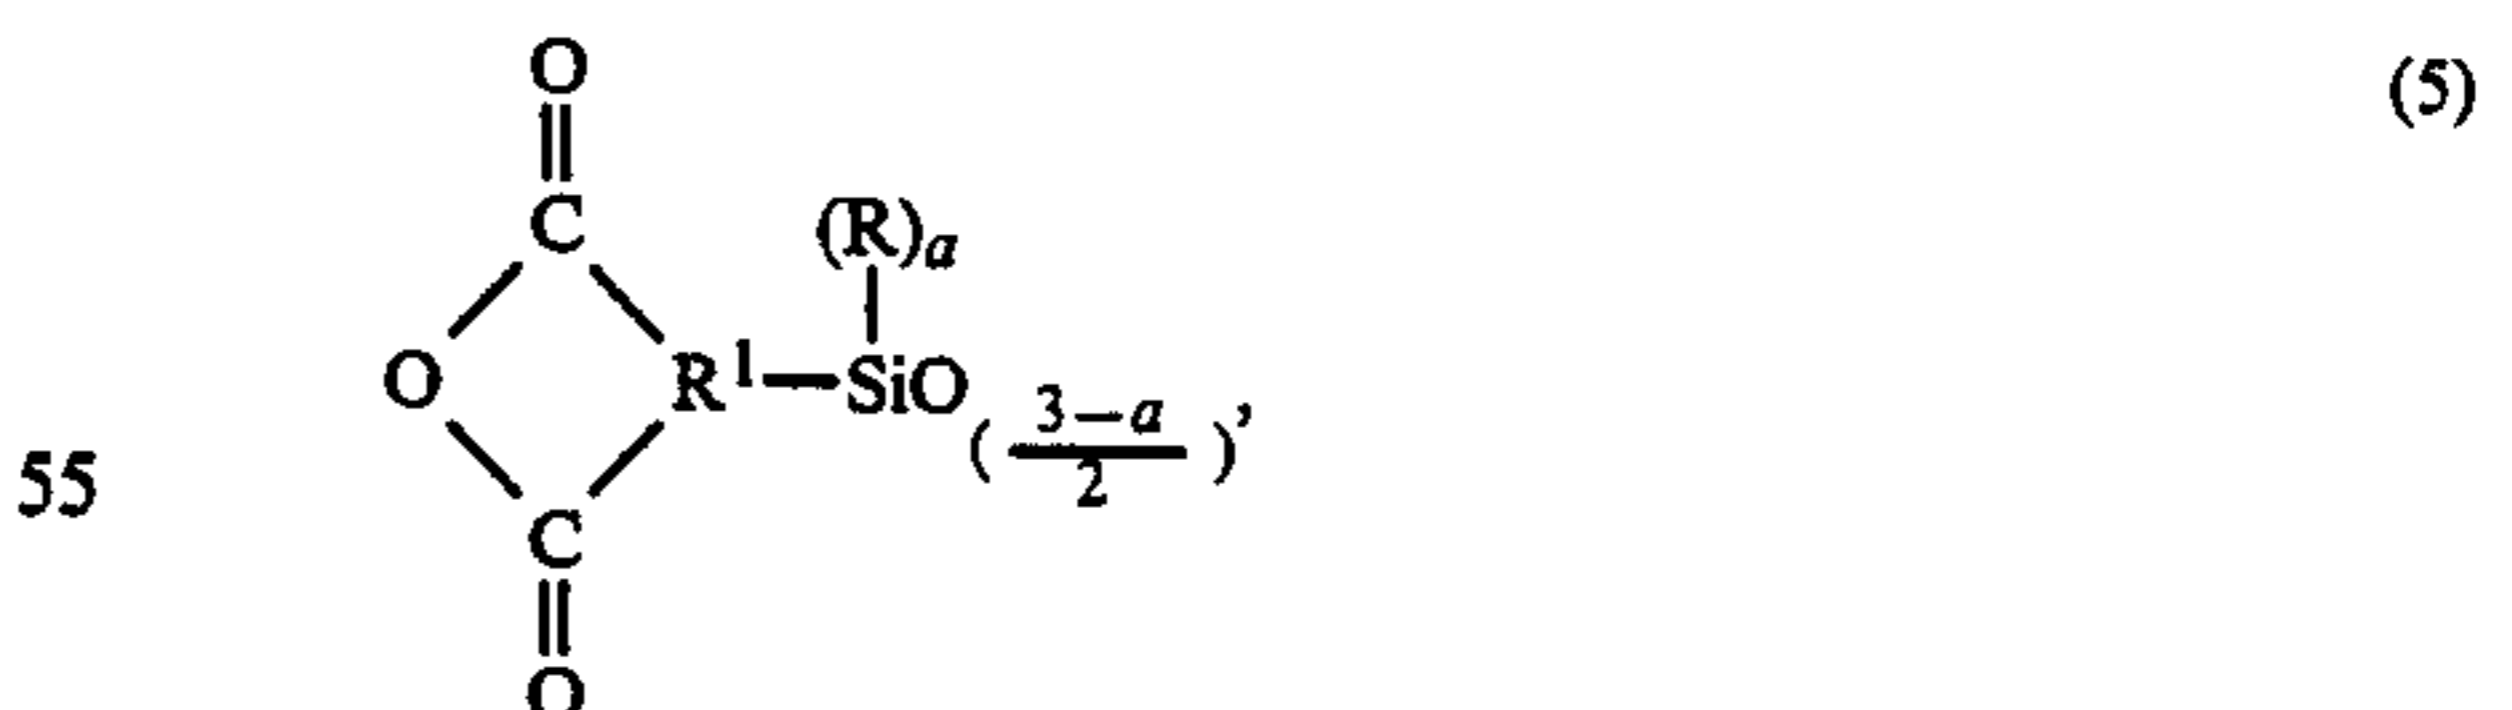 O (5)
C (R)a
O R1 SiO ( 3-a / 2 ),
55
C
O